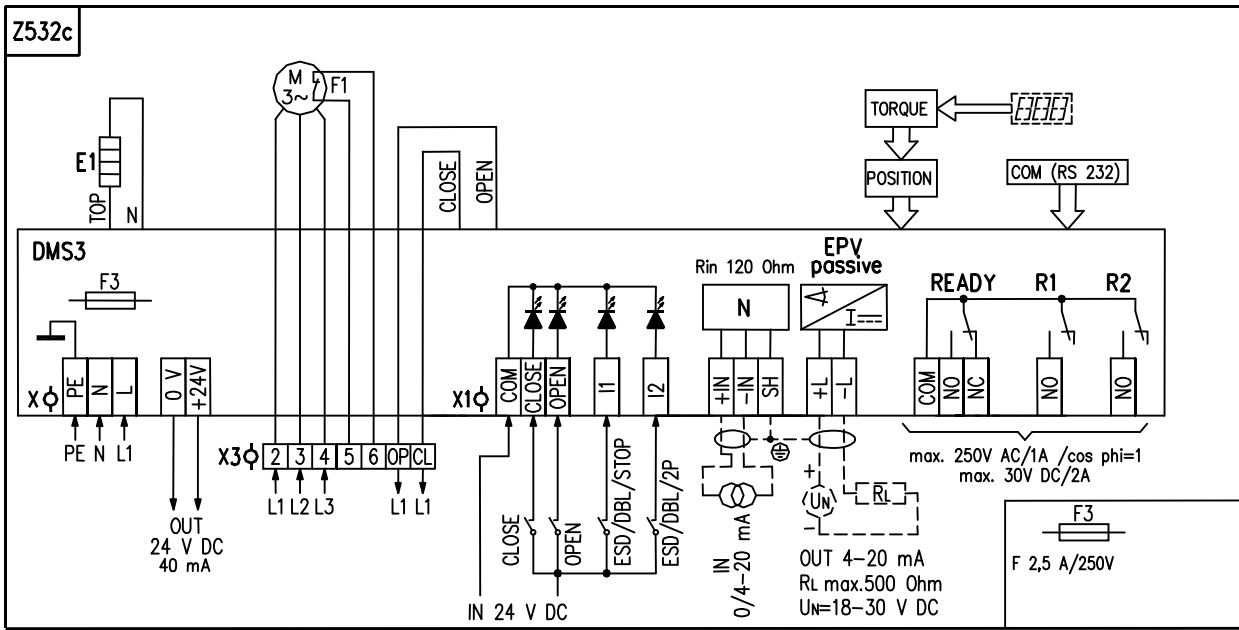 Z532c
M
3~
F1
E1
TOP
N
CLOSE
OPEN
TORQUE
POSITION
COM (RS 232)
DMS3
F3
Rin 120 Ohm
N
EPV
passive
I
READY R1 R2
X
PE
N
L
0 V
+24V
X1
COM
CLOSE
OPEN
I1
I2
+IN
-IN
SH
+L
-L
COM
NO
NC
NO
NO
PE N L1
X3
2 3 4 5 6 OP CL
L1 L2 L3 L1 L1
OUT
24 V DC
40 mA
CLOSE
OPEN
ESD/DBL/STOP
ESD/DBL/2P
IN 24 V DC
IN
0/4-20 mA
+
UN
-
RL
OUT 4-20 mA
RL max.500 Ohm
UN=18-30 V DC
max. 250V AC/1A /cos phi=1
max. 30V DC/2A
F3
F 2,5 A/250V